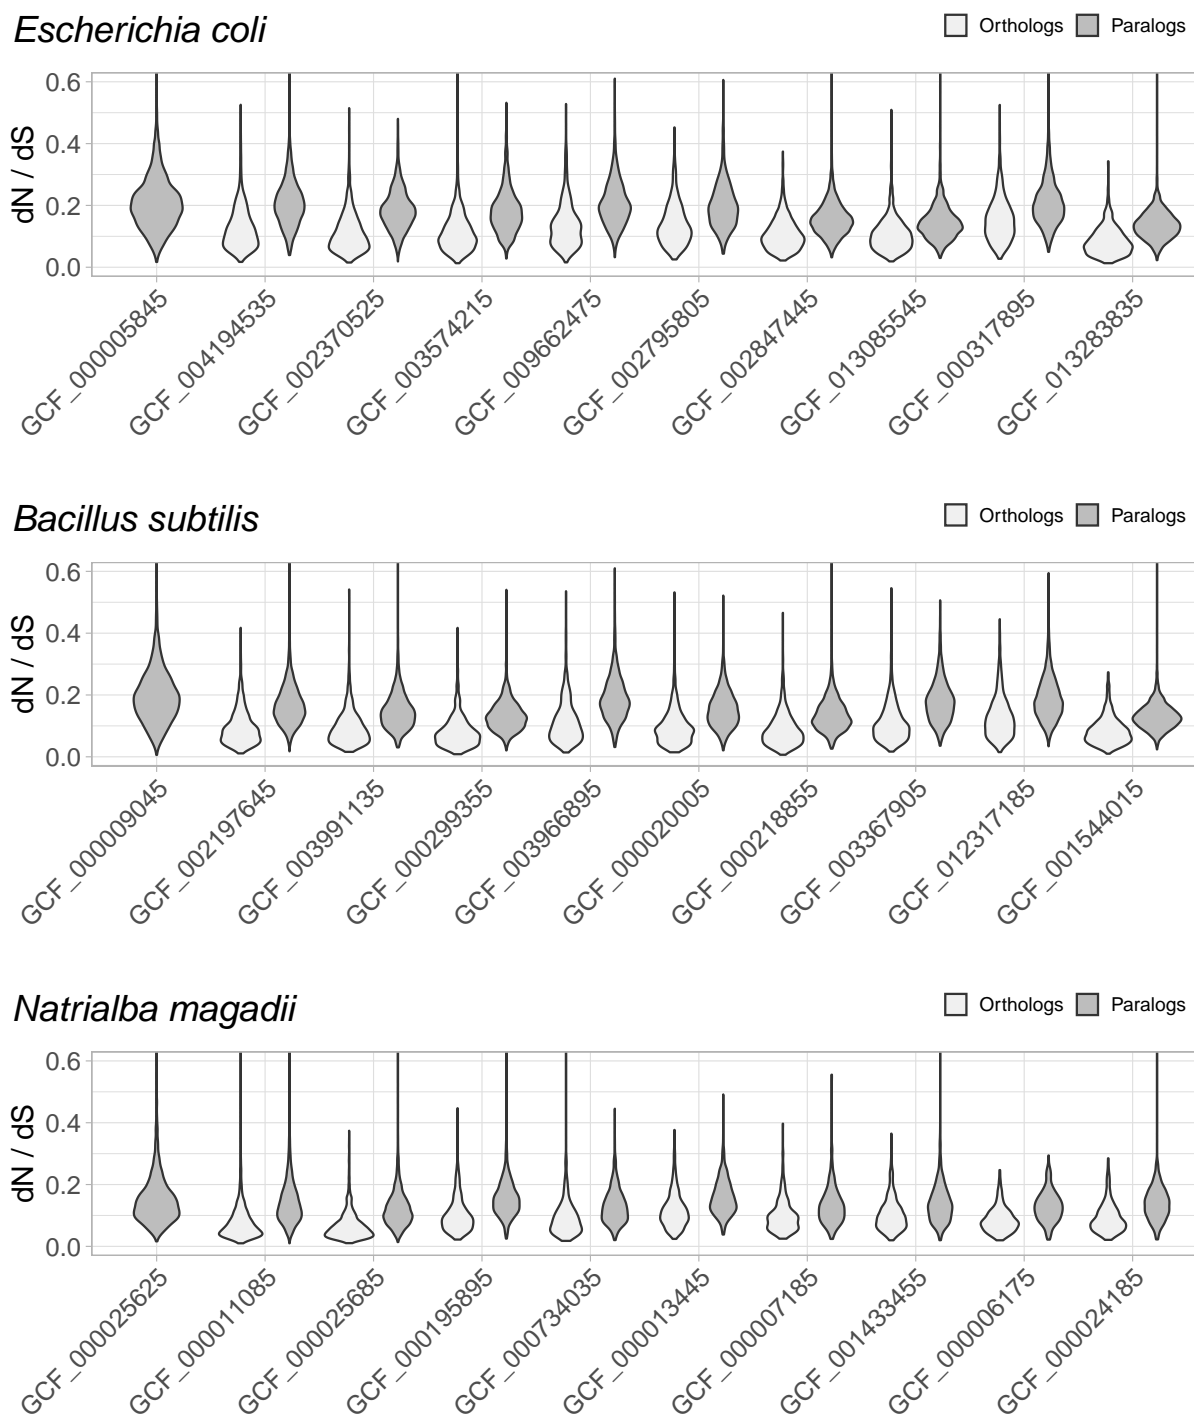 Escherichia coli
Orthologs Paralogs
dN / dS
0.6
0.4
0.2
0.0
GCF_000005845
GCF_004194535
GCF_002370525
GCF_003574215
GCF_009662475
GCF_002795805
GCF_002847445
GCF_013085545
GCF_000317895
GCF_013283835
Bacillus subtilis
Orthologs Paralogs
dN / dS
0.6
0.4
0.2
0.0
GCF_000009045
GCF_002197645
GCF_003991135
GCF_000299355
GCF_003966895
GCF_000020005
GCF_000218855
GCF_003367905
GCF_012317185
GCF_001544015
Natrialba magadii
Orthologs Paralogs
dN / dS
0.6
0.4
0.2
0.0
GCF_000025625
GCF_000011085
GCF_000025685
GCF_000195895
GCF_000734035
GCF_000013445
GCF_000007185
GCF_001433455
GCF_000006175
GCF_000024185